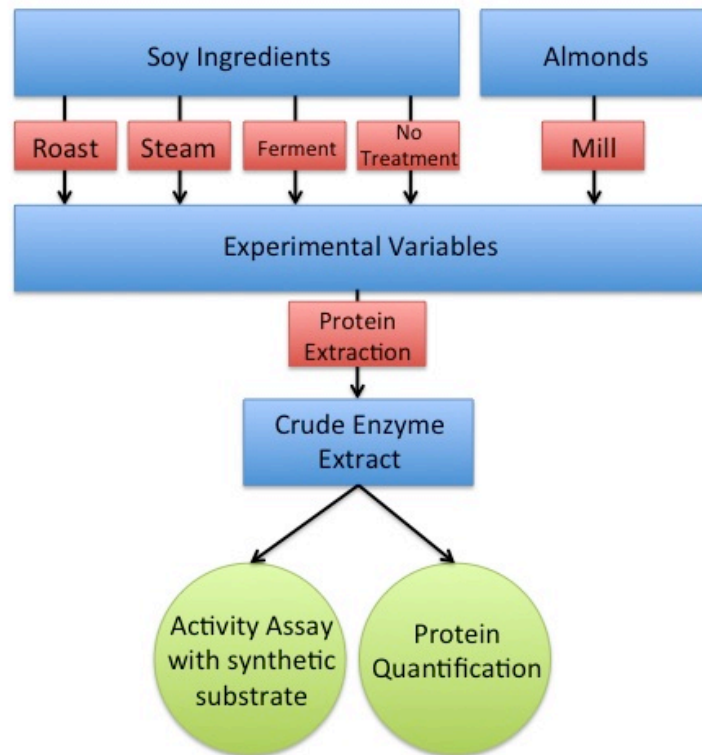 Soy Ingredients
Almonds
Roast
Steam
Ferment
No
Treatment
Mill
Experimental Variables
Protein
Extraction
Crude Enzyme
Extract
Activity Assay
with synthetic
substrate
Protein
Quantification